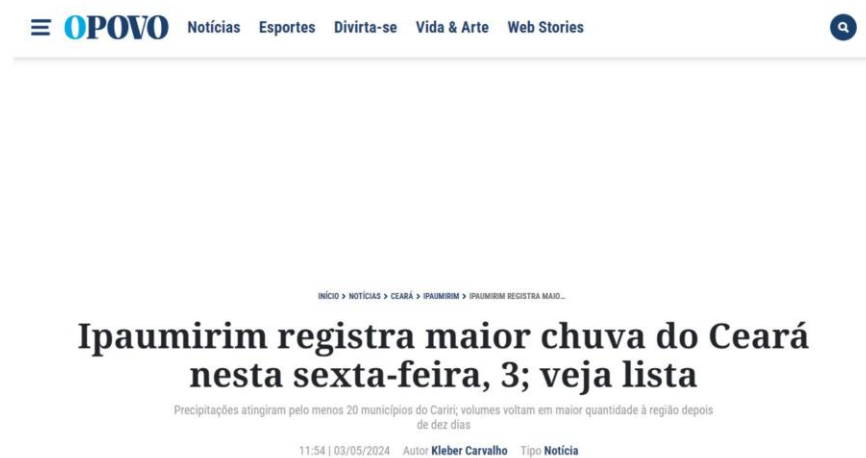 OPOVO Notícias Esportes Divirta-se Vida & Arte Web Stories
INÍCIO > NOTÍCIAS > CEARÁ > IPAUMIRIM > IPAUMIRIM REGISTRA MAIO...
Ipaumirim registra maior chuva do Ceará
nesta sexta-feira, 3; veja lista
Precipitações atingiram pelo menos 20 municípios do Cariri; volumes voltam em maior quantidade à região depois
de dez dias
11:54 | 03/05/2024 Autor Kleber Carvalho Tipo Notícia